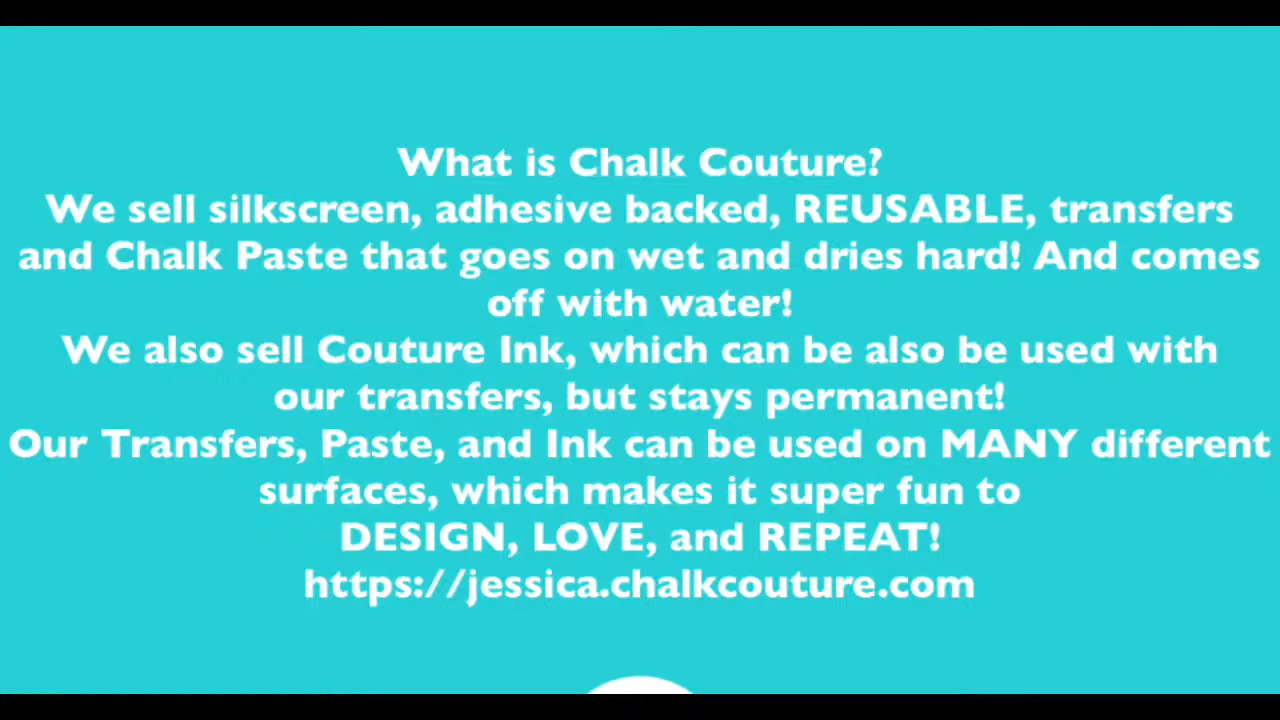 What is Chalk Couture?
We sell silkscreen, adhesive backed, REUSABLE, transfers
and Chalk Paste that goes on wet and dries hard! And comes
off with water!
We also sell Couture Ink, which can be also be used with
our transfers, but stays permanent!
Our Transfers, Paste, and Ink can be used on MANY different
surfaces, which makes it super fun to
DESIGN, LOVE, and REPEAT!
https://jessica.chalkcouture.com